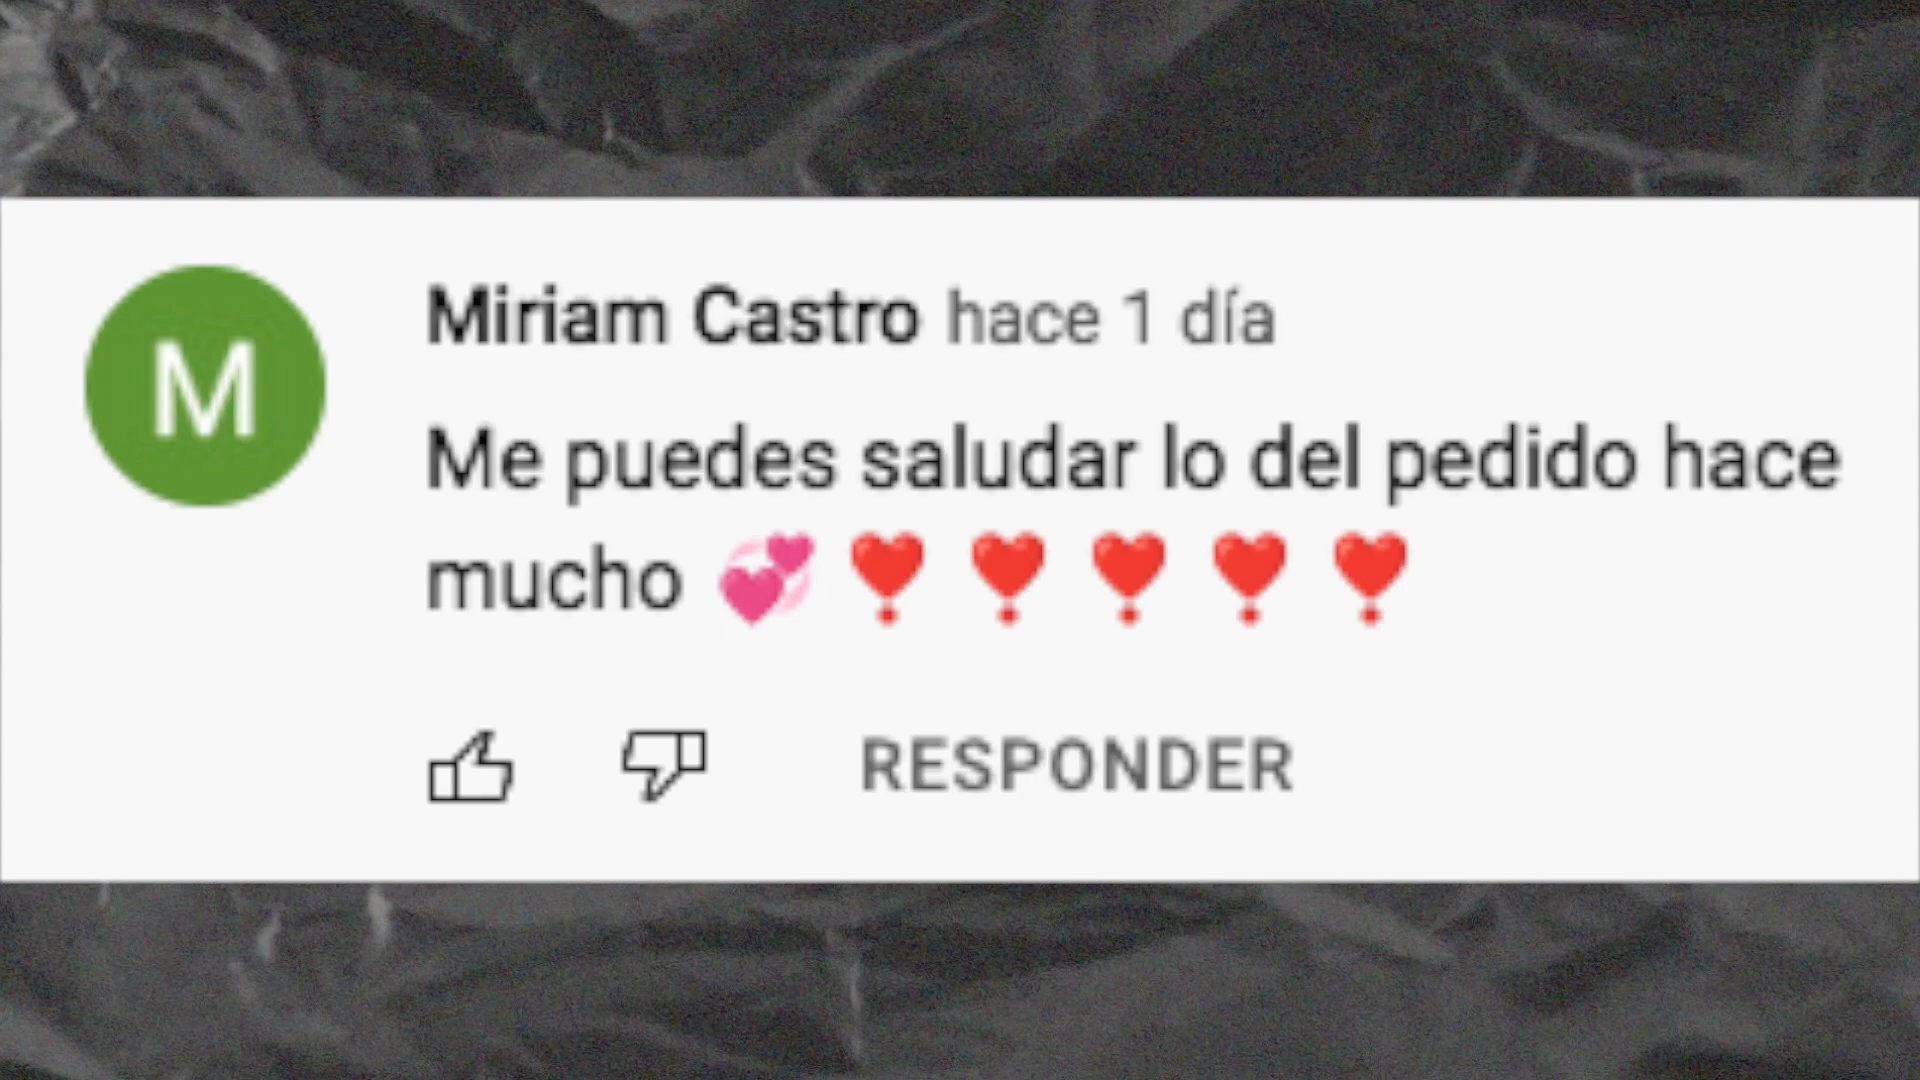 M
Miriam Castro hace 1 día
Me puedes saludar lo del pedido hace
mucho 💞 ❣️ ❣️ ❣️ ❣️ ❣️
RESPONDER